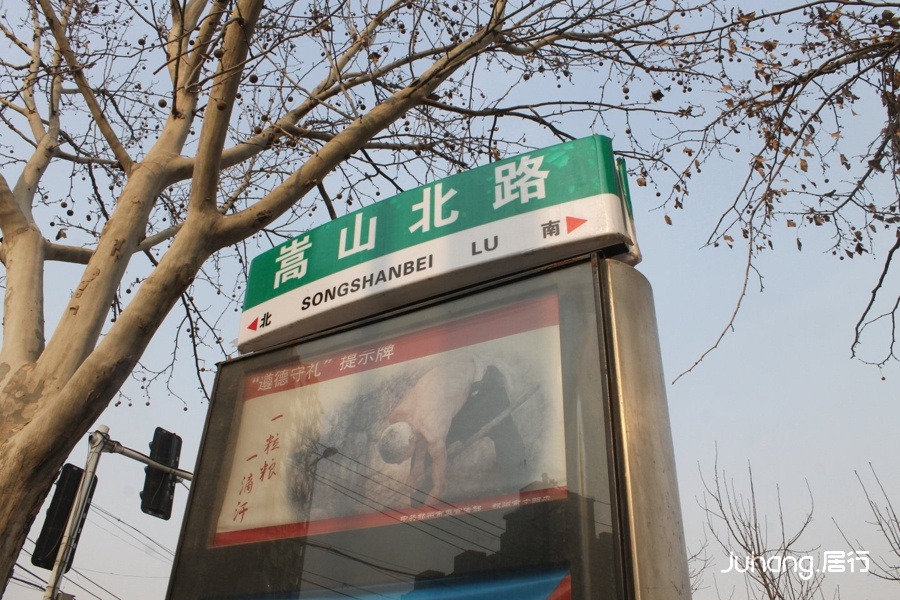 嵩山北路
北 SONGSHANBEI LU 南
“道德守礼”提示牌
一粒粮
一滴汗
Juhang.居行